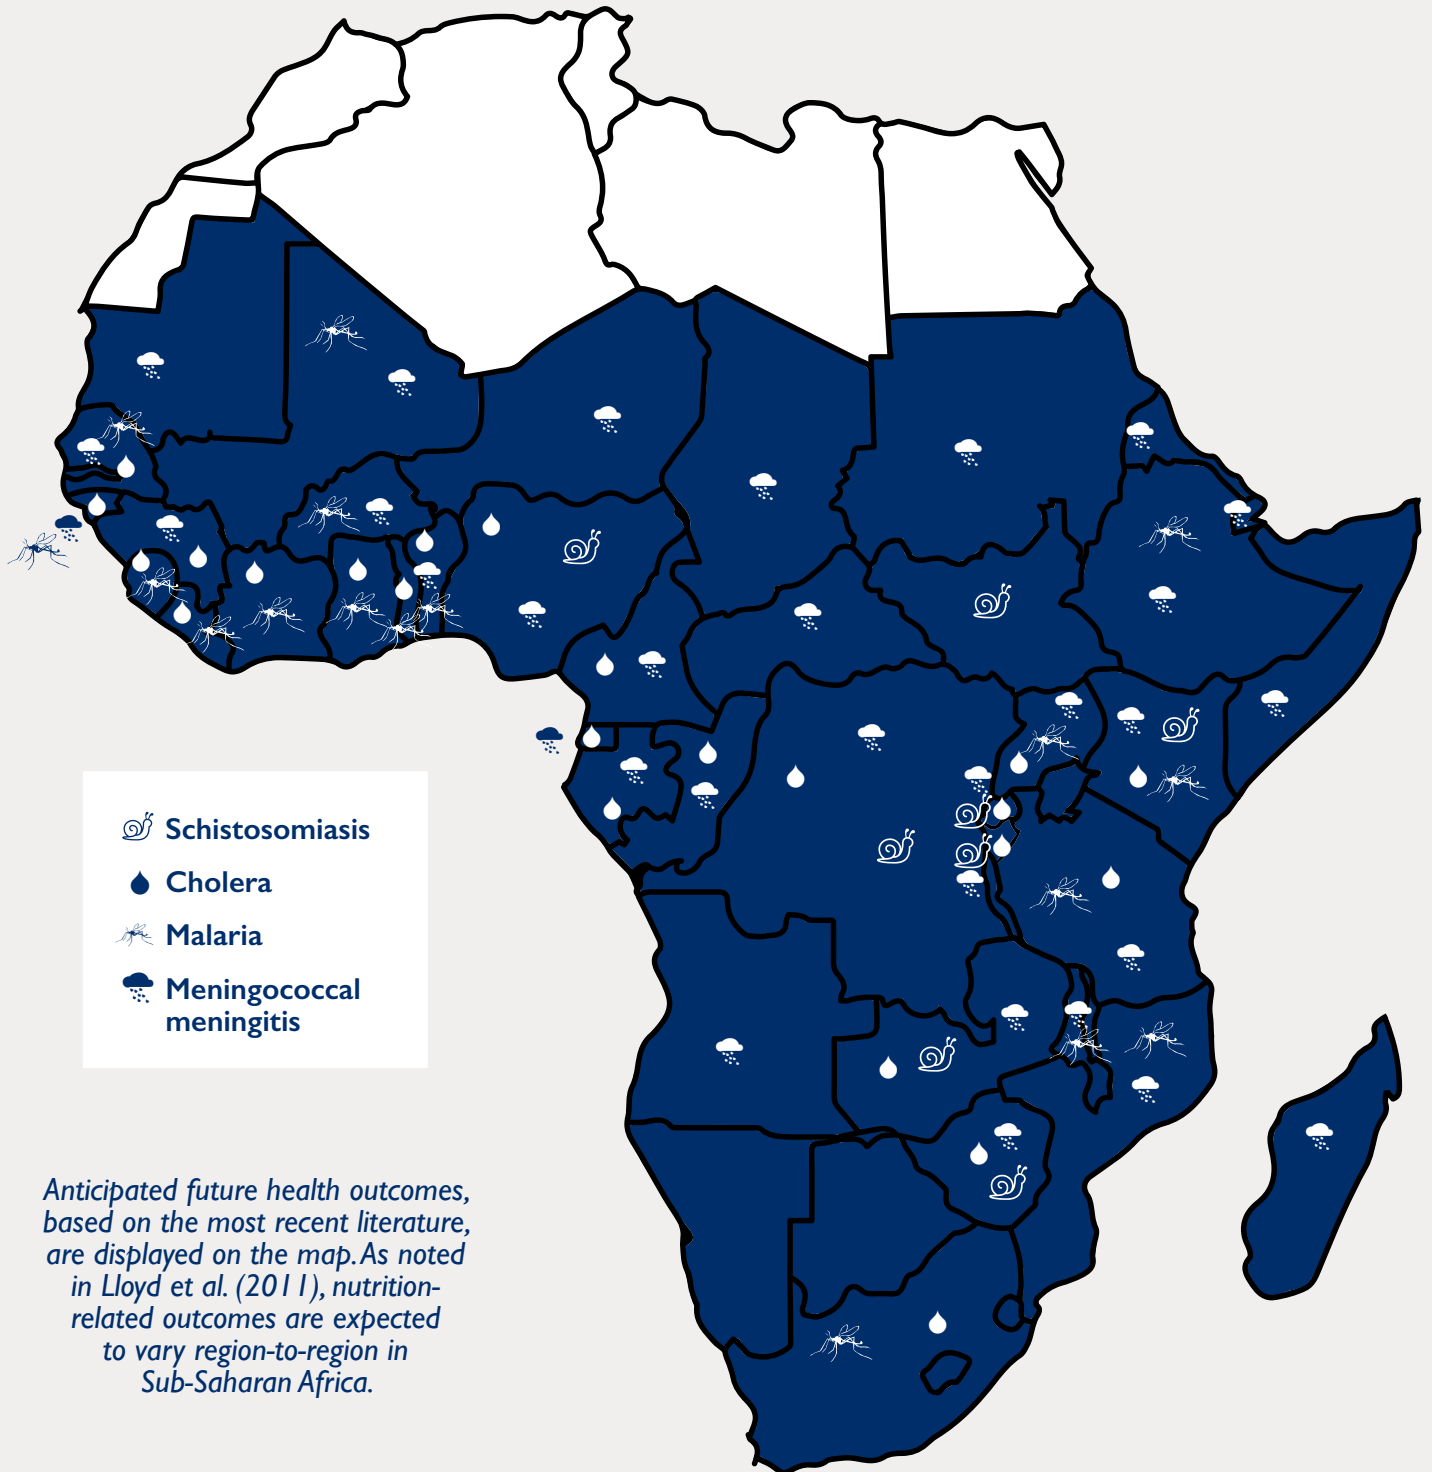 Schistosomiasis
Cholera
Malaria
Meningococcal
meningitis
Anticipated future health outcomes,
based on the most recent literature,
are displayed on the map. As noted
in Lloyd et al. (2011), nutrition-
related outcomes are expected
to vary region-to-region in
Sub-Saharan Africa.